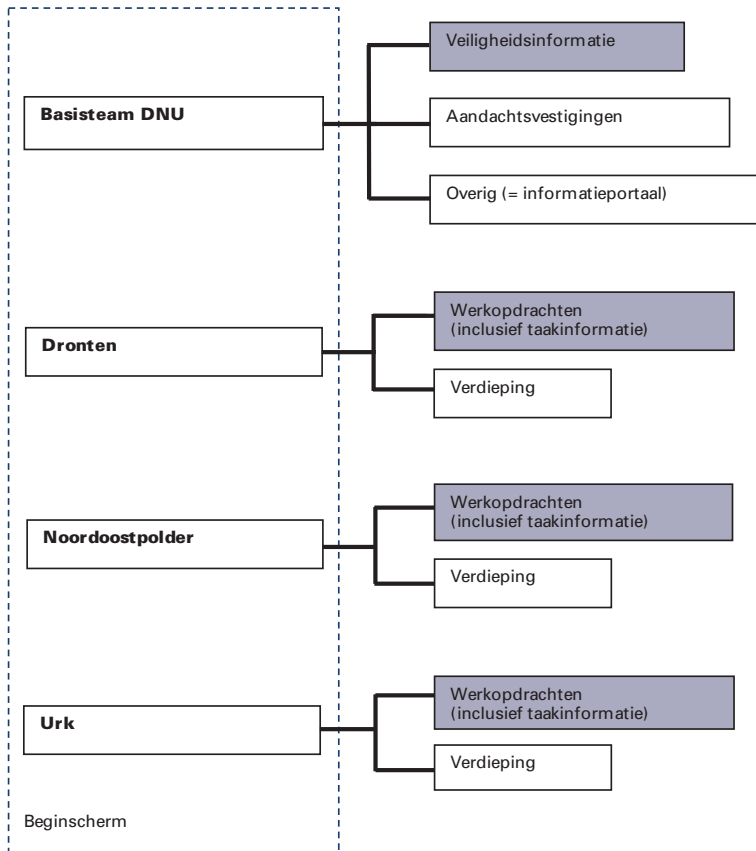 Veiligheidsinformatie
Basisteam DNU
Aandachtsvestigingen
Overig (= informatieportaal)
Werkopdrachten
(inclusief taakinformatie)
Dronten
Verdieping
Werkopdrachten
(inclusief taakinformatie)
Noordoostpolder
Verdieping
Werkopdrachten
(inclusief taakinformatie)
Urk
Verdieping
Beginscherm